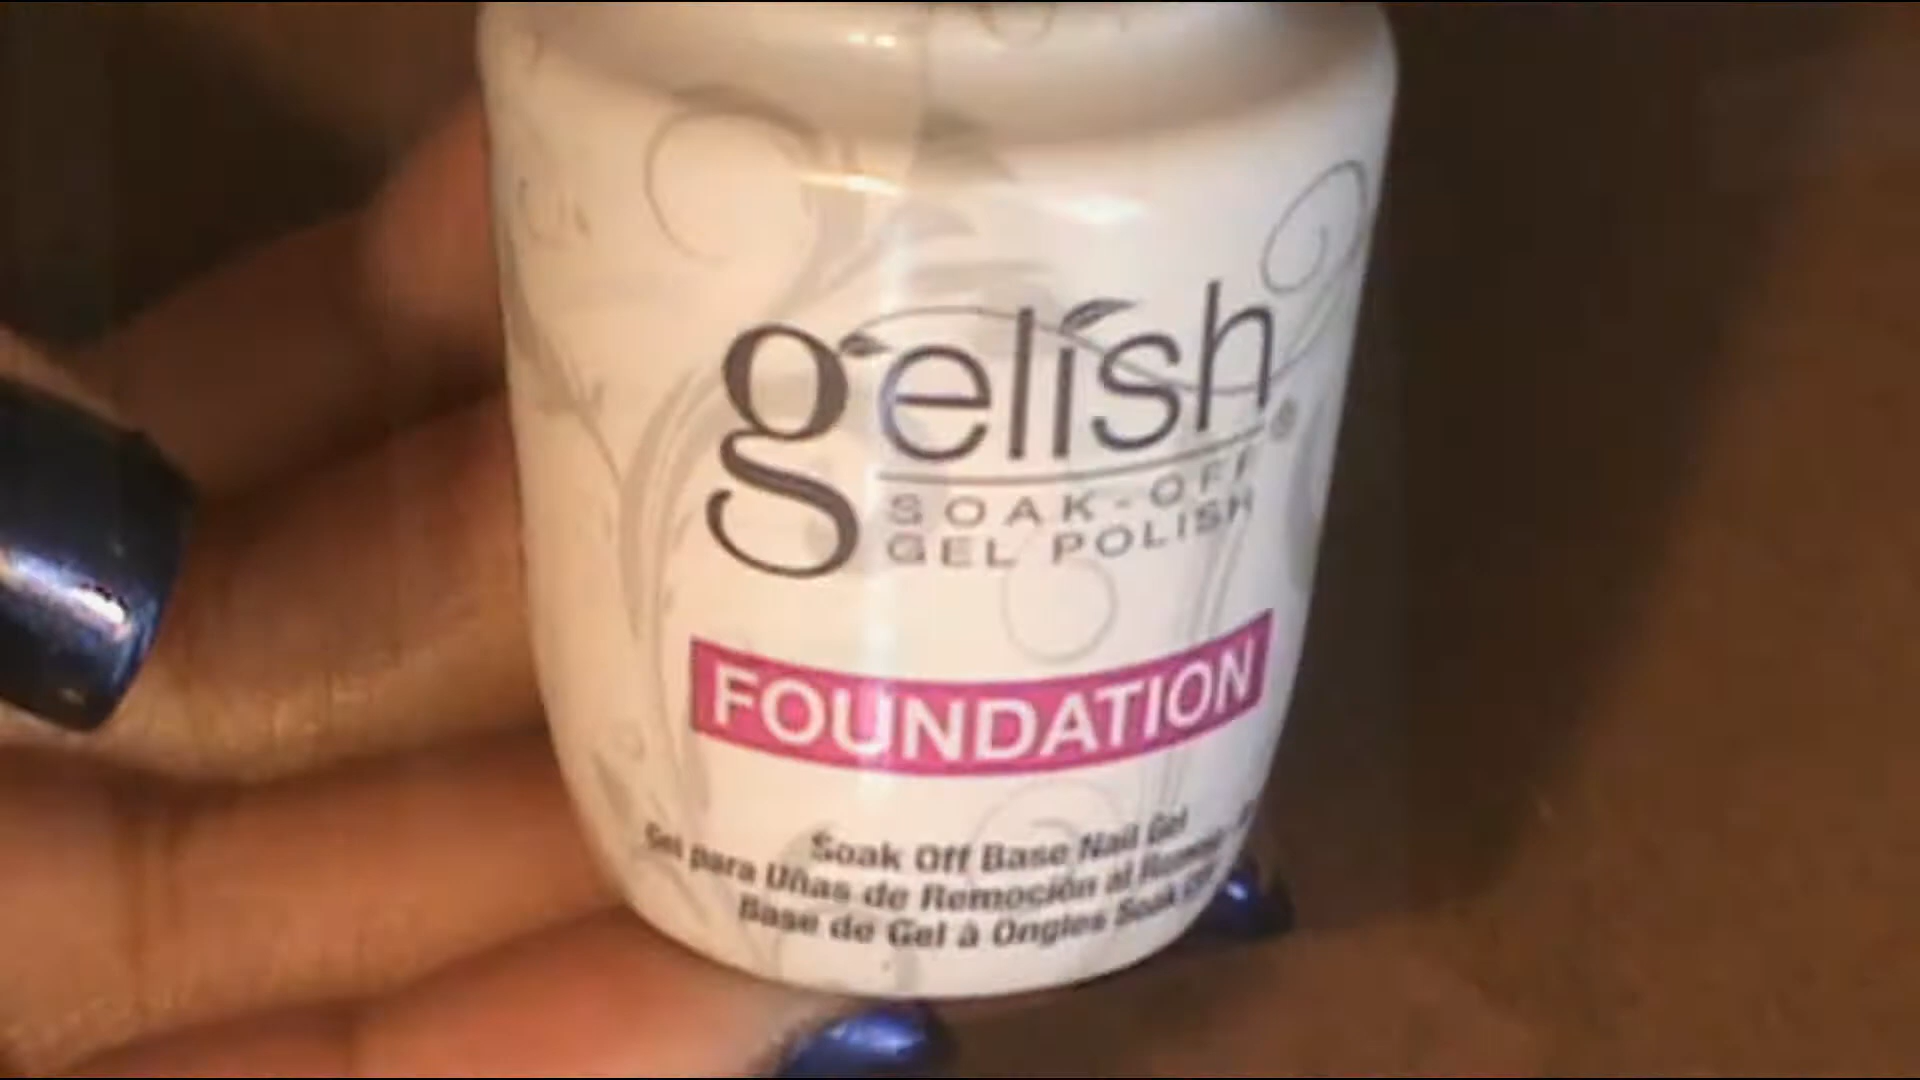 gelish®
SOAK-OFF
GEL POLISH
FOUNDATION
Soak Off Base Nail Gel
Gel para Uñas de Remoción al
Base de Gel à Ongles Soak Off